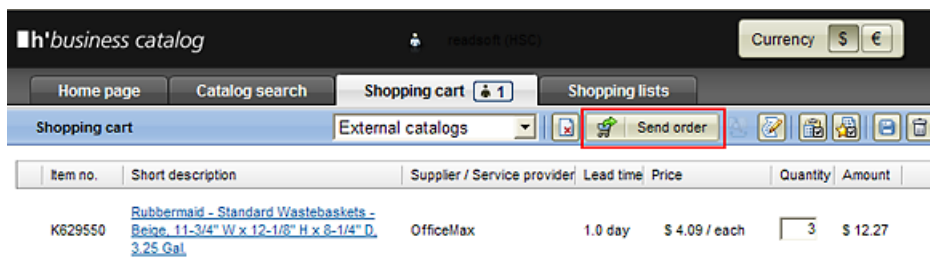 h'business catalog readsoft (HSC) Currency $ €
Home page Catalog search Shopping cart 1 Shopping lists
Shopping cart External catalogs Send order
Item no. Short description Supplier / Service provider Lead time Price Quantity Amount
Rubbermaid - Standard Wastebaskets -
K629550 Beige, 11-3/4" W x 12-1/8" H x 8-1/4" D, OfficeMax 1.0 day $ 4.09 / each 3 $ 12.27
3.25 Gal.